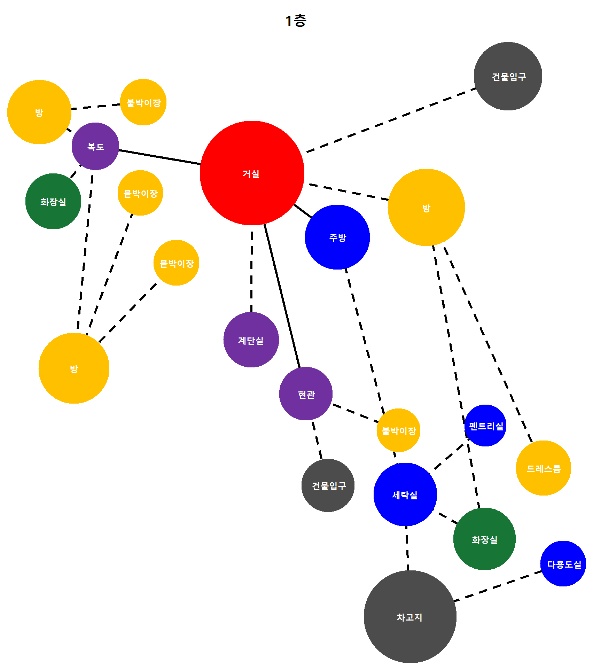 1층
건물입구
방
붙박이장
복도
거실
화장실
붙박이장
방
주방
붙박이장
계단실
방
현관
붙박이장
팬트리실
드레스룸
건물입구
세탁실
화장실
다용도실
차고지